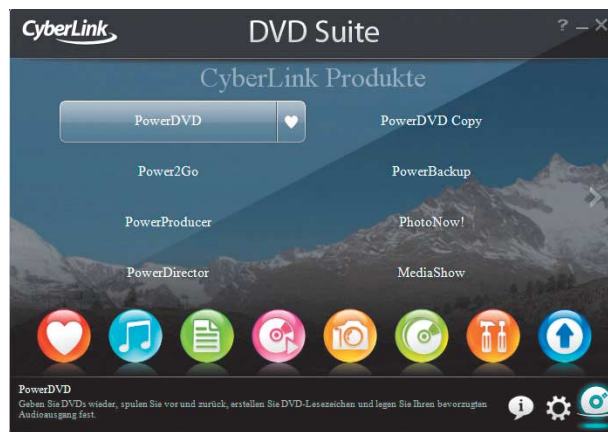 CyberLink DVD Suite ?
CyberLink Produkte
PowerDVD PowerDVD Copy
Power2Go PowerBackup
PowerProducer PhotoNow!
PowerDirector MediaShow
PowerDVD
Geben Sie DVDs wieder, spulen Sie vor und zurück, erstellen Sie DVD-Lesezeichen und legen Sie Ihren bevorzugten
Audioausgang fest.